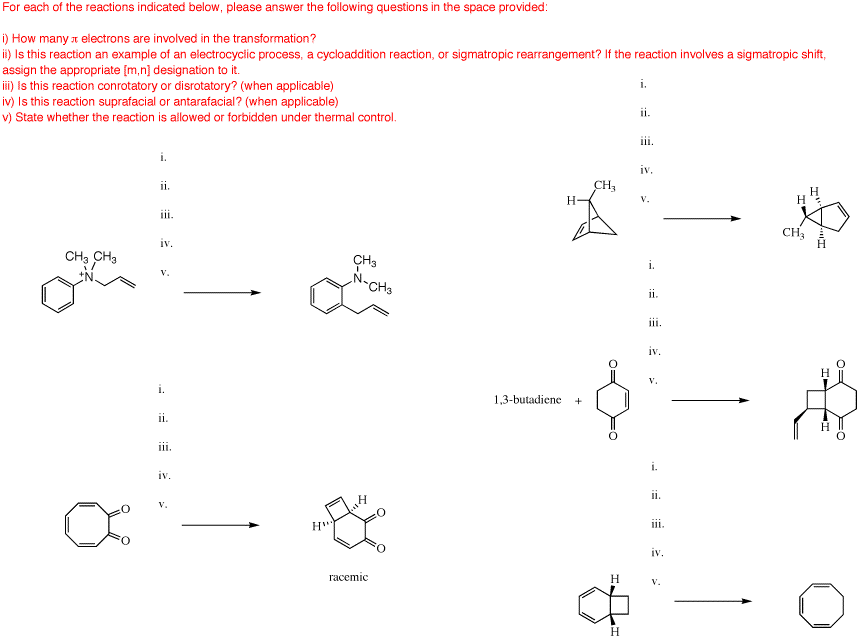 For each of the reactions indicated below, please answer the following questions in the space provided:
i) How many π electrons are involved in the transformation?
ii) Is this reaction an example of an electrocyclic process, a cycloaddition reaction, or sigmatropic rearrangement? If the reaction involves a sigmatropic shift,
assign the appropriate [m,n] designation to it.
iii) Is this reaction conrotatory or disrotatory? (when applicable)
iv) Is this reaction suprafacial or antarafacial? (when applicable)
v) State whether the reaction is allowed or forbidden under thermal control.
i.
ii.
iii.
iv.
v.
CH3 CH3
+N
CH3
N
CH3
i.
ii.
iii.
iv.
v.
CH3
H
H
H
CH3
H
i.
ii.
iii.
iv.
v.
1,3-butadiene +
O
O
H
O
H
O
i.
ii.
iii.
iv.
v.
O
O
H
O
H
O
racemic
i.
ii.
iii.
iv.
v.
H
H